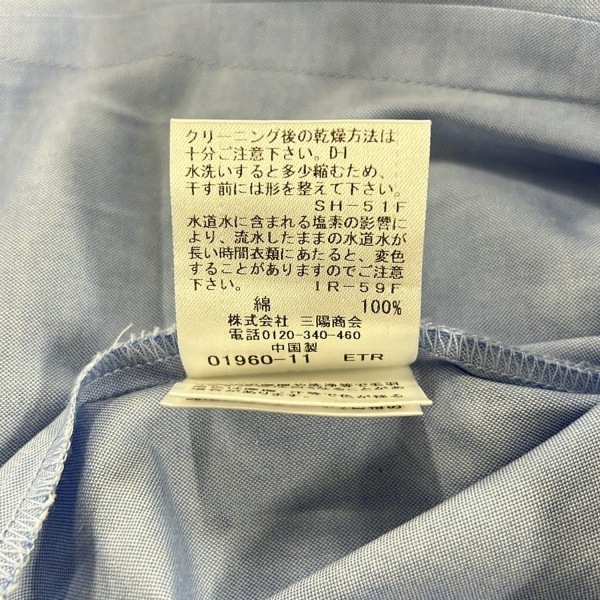 クリーニング後の乾燥方法は
十分ご注意下さい。D-I
水洗いすると多少縮むため、
干す前には形を整えて下さい。
SH-51F
水道水に含まれる塩素の影響に
より、流水したままの水道水が
長い時間衣類にあたると、変色
することがありますのでご注意
下さい。 IR-59F
綿 100%
株式会社 三陽商会
電話0120-340-460
中国製
01960-11 ETR